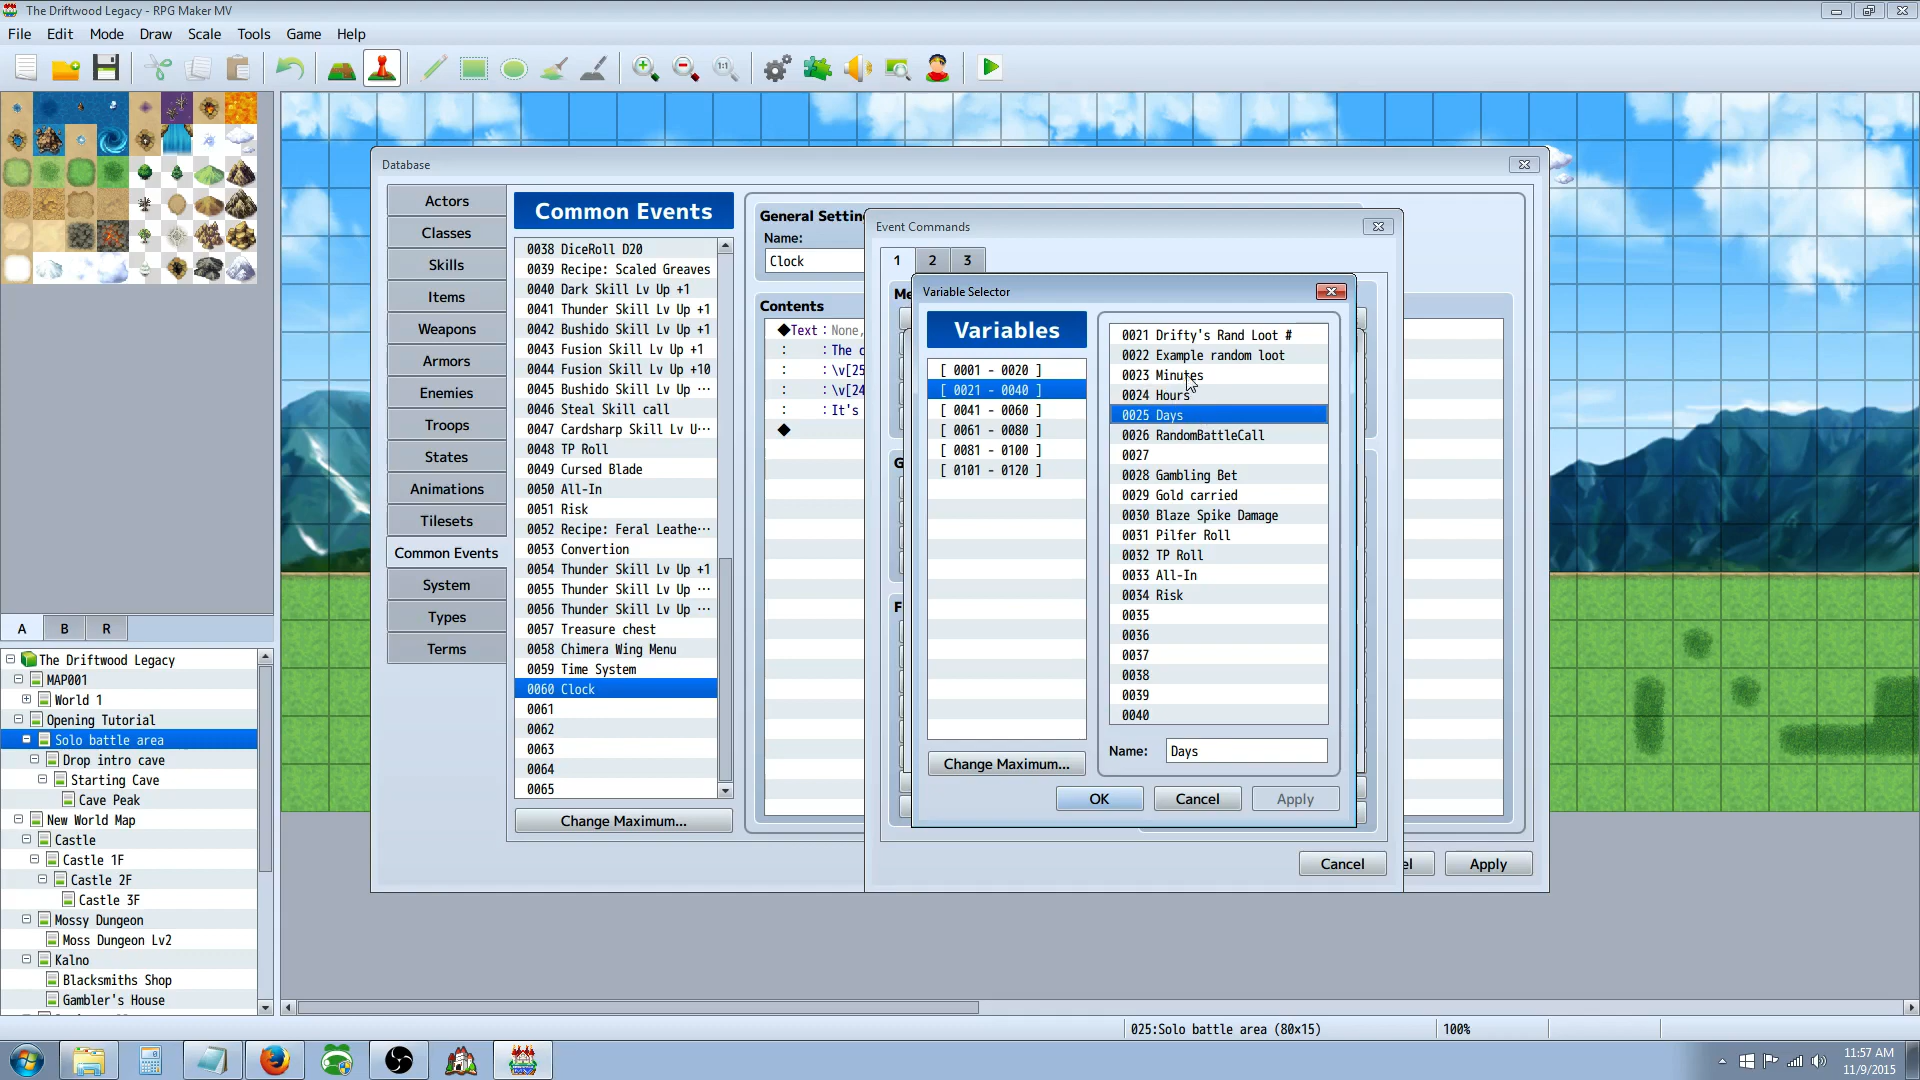 The Driftwood Legacy - RPG Maker MV
File Edit Mode Draw Scale Tools Game Help
1:1
Database
Actors
Classes
Skills
Items
Weapons
Armors
Enemies
Troops
States
Animations
Tilesets
Common Events
System
Types
Terms
Common Events
0038 DiceRoll D20
0039 Recipe: Scaled Greaves
0040 Dark Skill Lv Up +1
0041 Thunder Skill Lv Up +1
0042 Bushido Skill Lv Up +1
0043 Fusion Skill Lv Up +1
0044 Fusion Skill Lv Up +10
0045 Bushido Skill Lv Up ⋯
0046 Steal Skill call
0047 Cardsharp Skill Lv U⋯
0048 TP Roll
0049 Cursed Blade
0050 All-In
0051 Risk
0052 Recipe: Feral Leathe⋯
0053 Convertion
0054 Thunder Skill Lv Up +1
0055 Thunder Skill Lv Up ⋯
0056 Thunder Skill Lv Up ⋯
0057 Treasure chest
0058 Chimera Wing Menu
0059 Time System
0060 Clock
0061
0062
0063
0064
0065
Change Maximum...
General Settin
Name:
Clock
Contents
◆Text : None,
: : The c
: : \v[25
: : \v[24
: : It's
◆
Event Commands
1 2 3
Me
G
F
Variable Selector
Variables
[ 0001 - 0020 ]
[ 0021 - 0040 ]
[ 0041 - 0060 ]
[ 0061 - 0080 ]
[ 0081 - 0100 ]
[ 0101 - 0120 ]
Change Maximum...
0021 Drifty's Rand Loot #
0022 Example random loot
0023 Minutes
0024 Hours
0025 Days
0026 RandomBattleCall
0027
0028 Gambling Bet
0029 Gold carried
0030 Blaze Spike Damage
0031 Pilfer Roll
0032 TP Roll
0033 All-In
0034 Risk
0035
0036
0037
0038
0039
0040
Name: Days
OK Cancel Apply
Cancel el Apply
A B R
The Driftwood Legacy
MAP001
World 1
Opening Tutorial
Solo battle area
Drop intro cave
Starting Cave
Cave Peak
New World Map
Castle
Castle 1F
Castle 2F
Castle 3F
Mossy Dungeon
Moss Dungeon Lv2
Kalno
Blacksmiths Shop
Gambler's House
025:Solo battle area (80x15) 100%
11:57 AM
11/9/2015